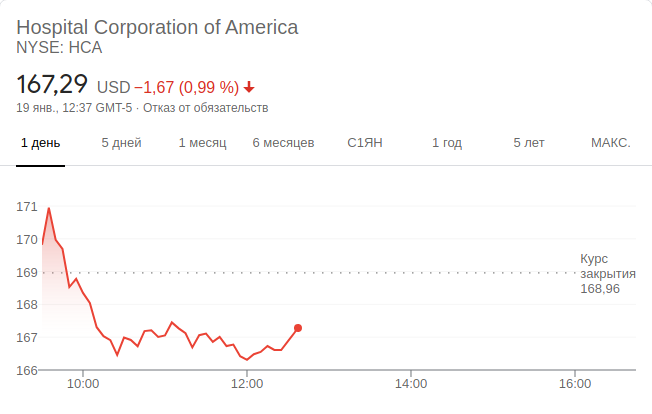 Hospital Corporation of America
NYSE: HCA
167,29 USD −1,67 (0,99 %)
19 янв., 12:37 GMT-5 · Отказ от обязательств
1 день 5 дней 1 месяц 6 месяцев С1ЯН 1 год 5 лет МАКС.
171
170
169
168
167
166
Курс
закрытия
168,96
10:00 12:00 14:00 16:00